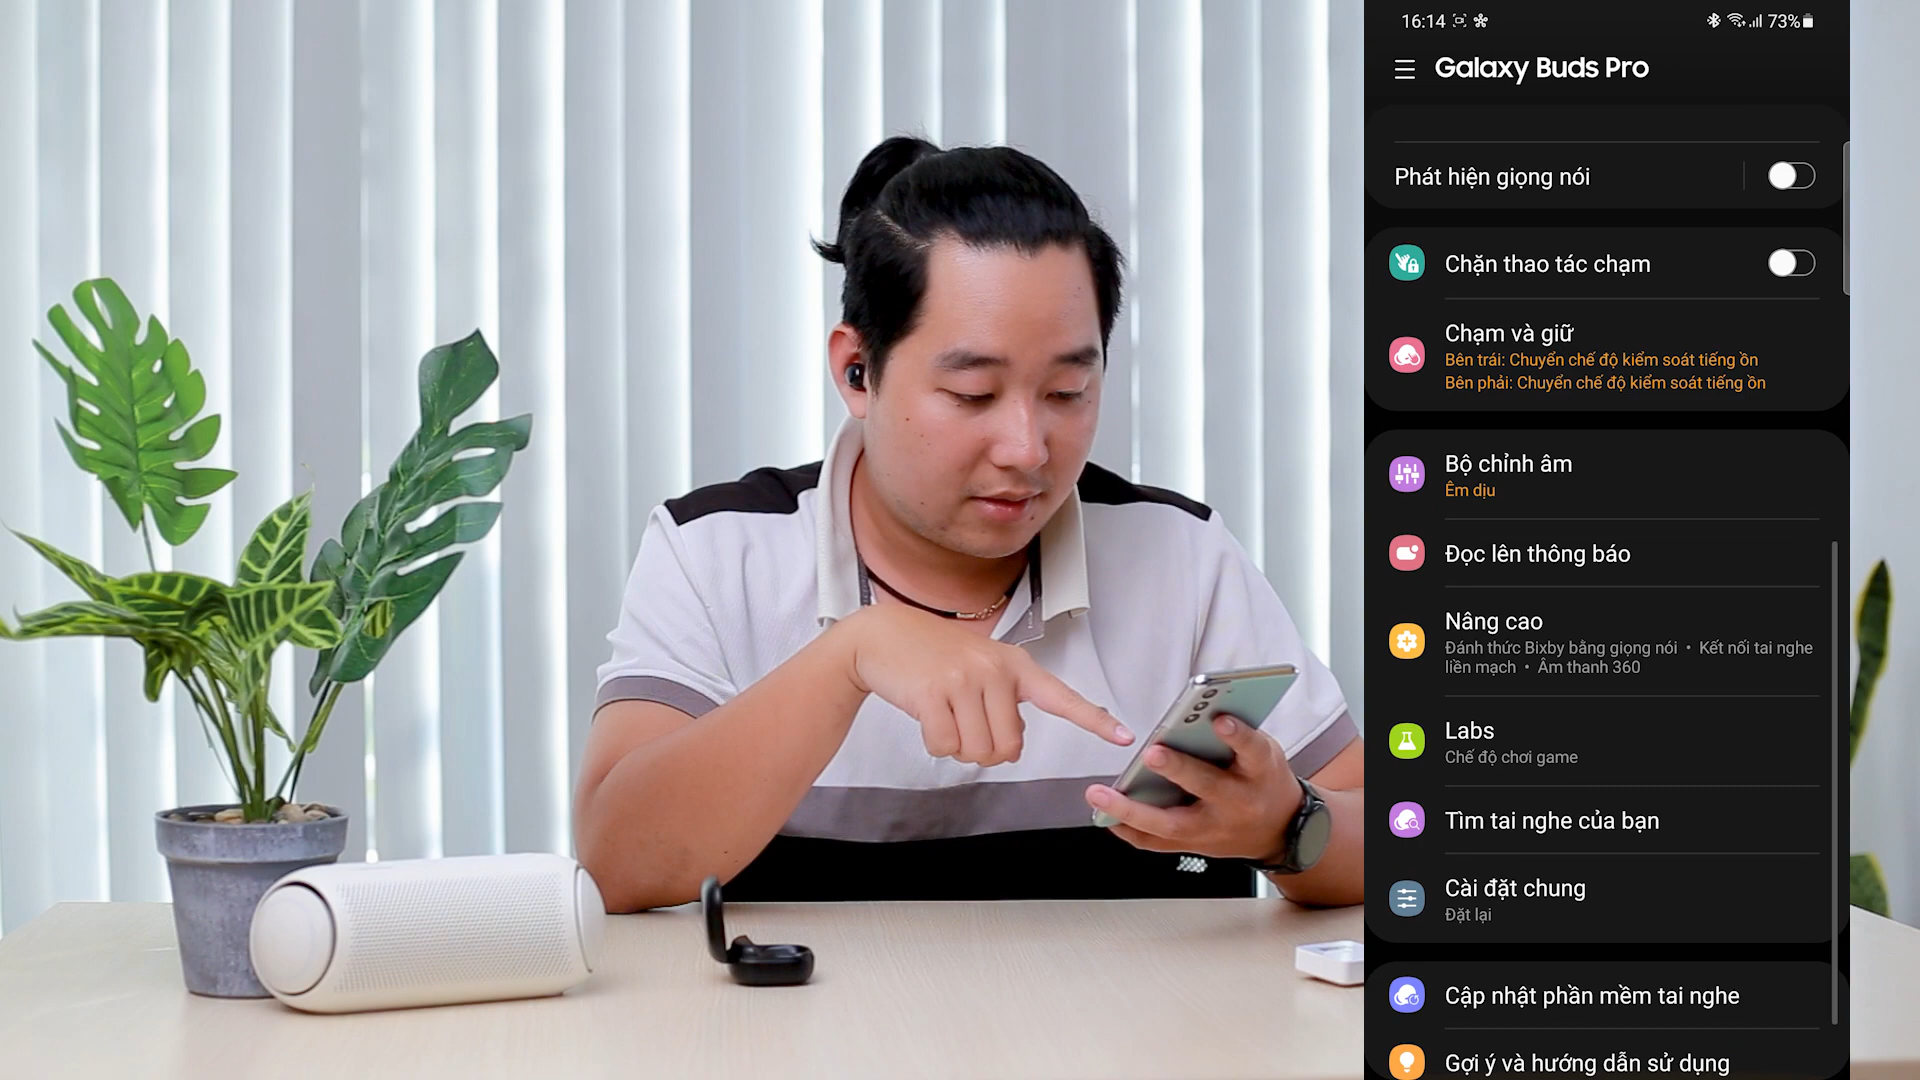 16:14
73%
Galaxy Buds Pro
Phát hiện giọng nói
Chặn thao tác chạm
Chạm và giữ
Bên trái: Chuyển chế độ kiểm soát tiếng ồn
Bên phải: Chuyển chế độ kiểm soát tiếng ồn
Bộ chỉnh âm
Êm dịu
Đọc lên thông báo
Nâng cao
Đánh thức Bixby bằng giọng nói • Kết nối tai nghe
liền mạch • Âm thanh 360
Labs
Chế độ chơi game
Tìm tai nghe của bạn
Cài đặt chung
Đặt lại
Cập nhật phần mềm tai nghe
Gợi ý và hướng dẫn sử dụng